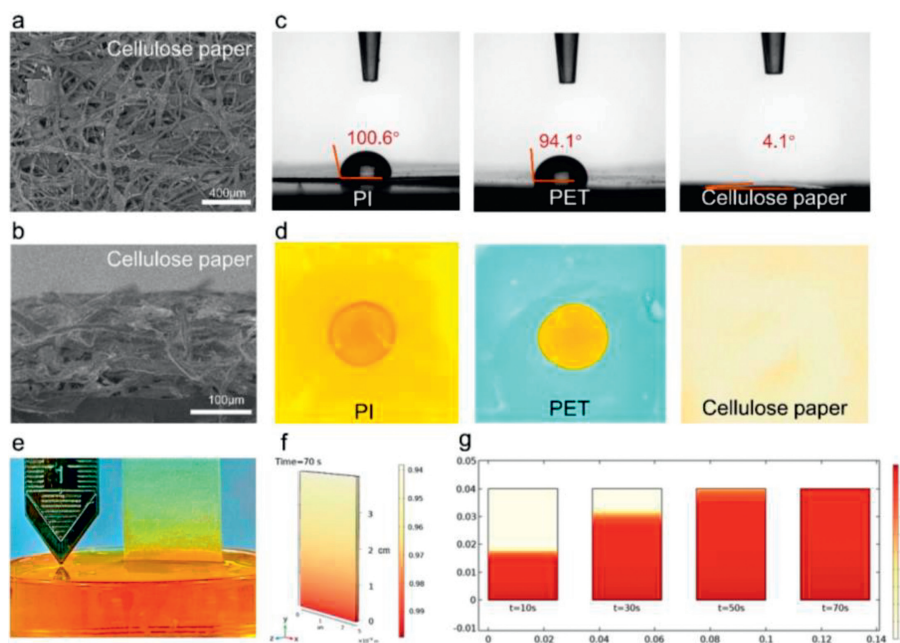 a
c
Cellulose paper
400μm
100.6°
PI
94.1°
PET
4.1°
Cellulose paper
b
d
Cellulose paper
100μm
PI
PET
Cellulose paper
e
1
f
Time=70 s
3
2 cm
1
0
0.94
0.95
0.96
0.97
0.98
0.99
y
z x
g
0.05
0.04
0.03
0.02
0.01
0
-0.01
t=10s
t=30s
t=50s
t=70s
0 0.02 0.04 0.06 0.08 0.1 0.12 0.14